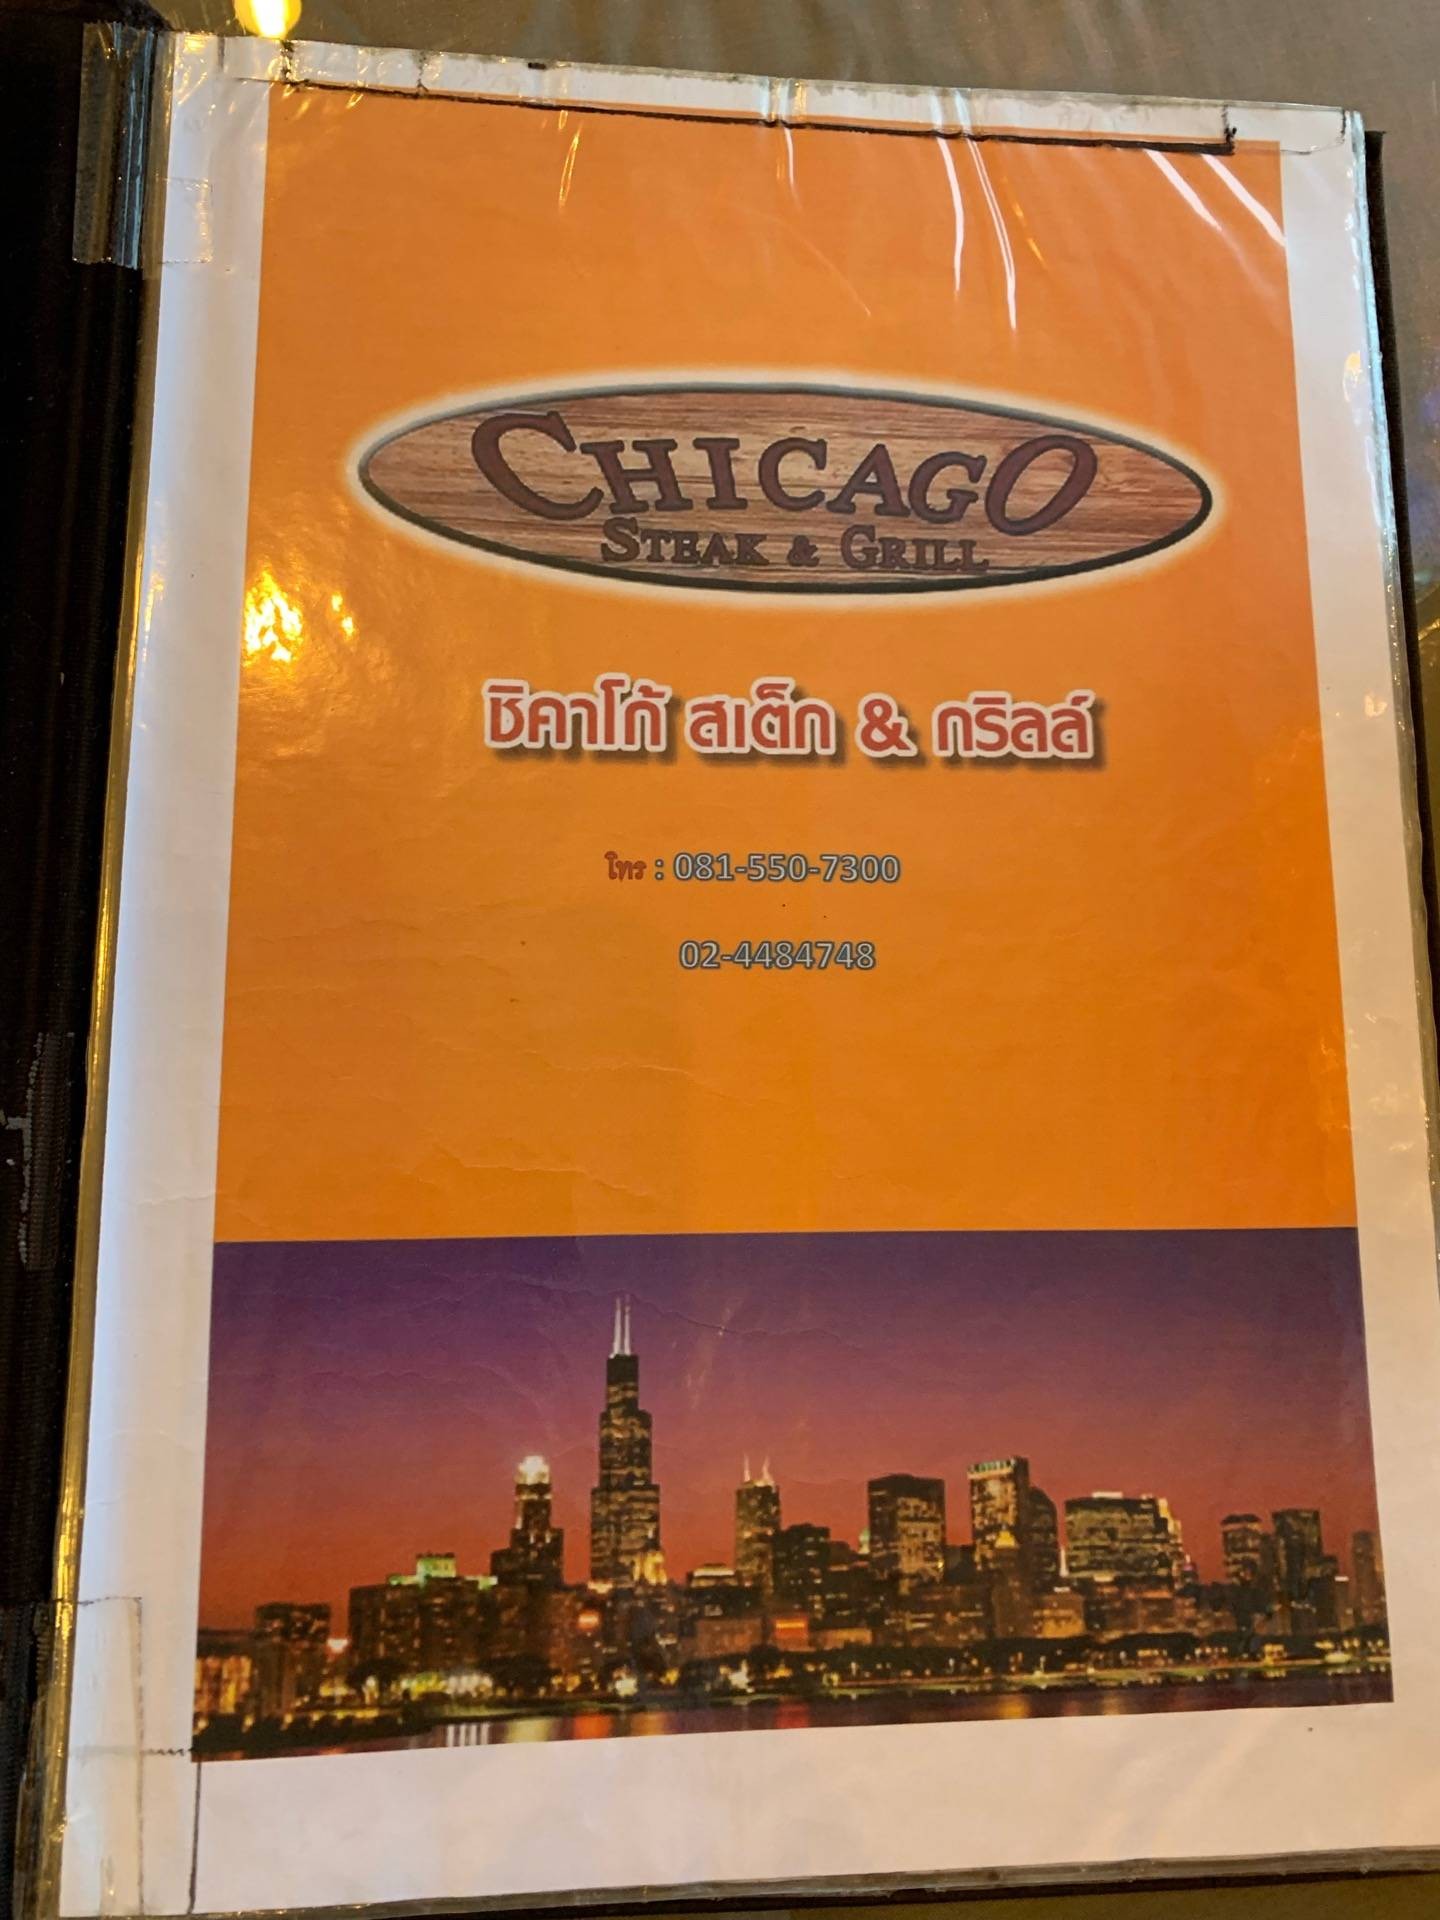 CHICAGO
STEAK & GRILL
ชิคาโก้ สเต็ก & กริลล์
โทร : 081-550-7300
02-4484748